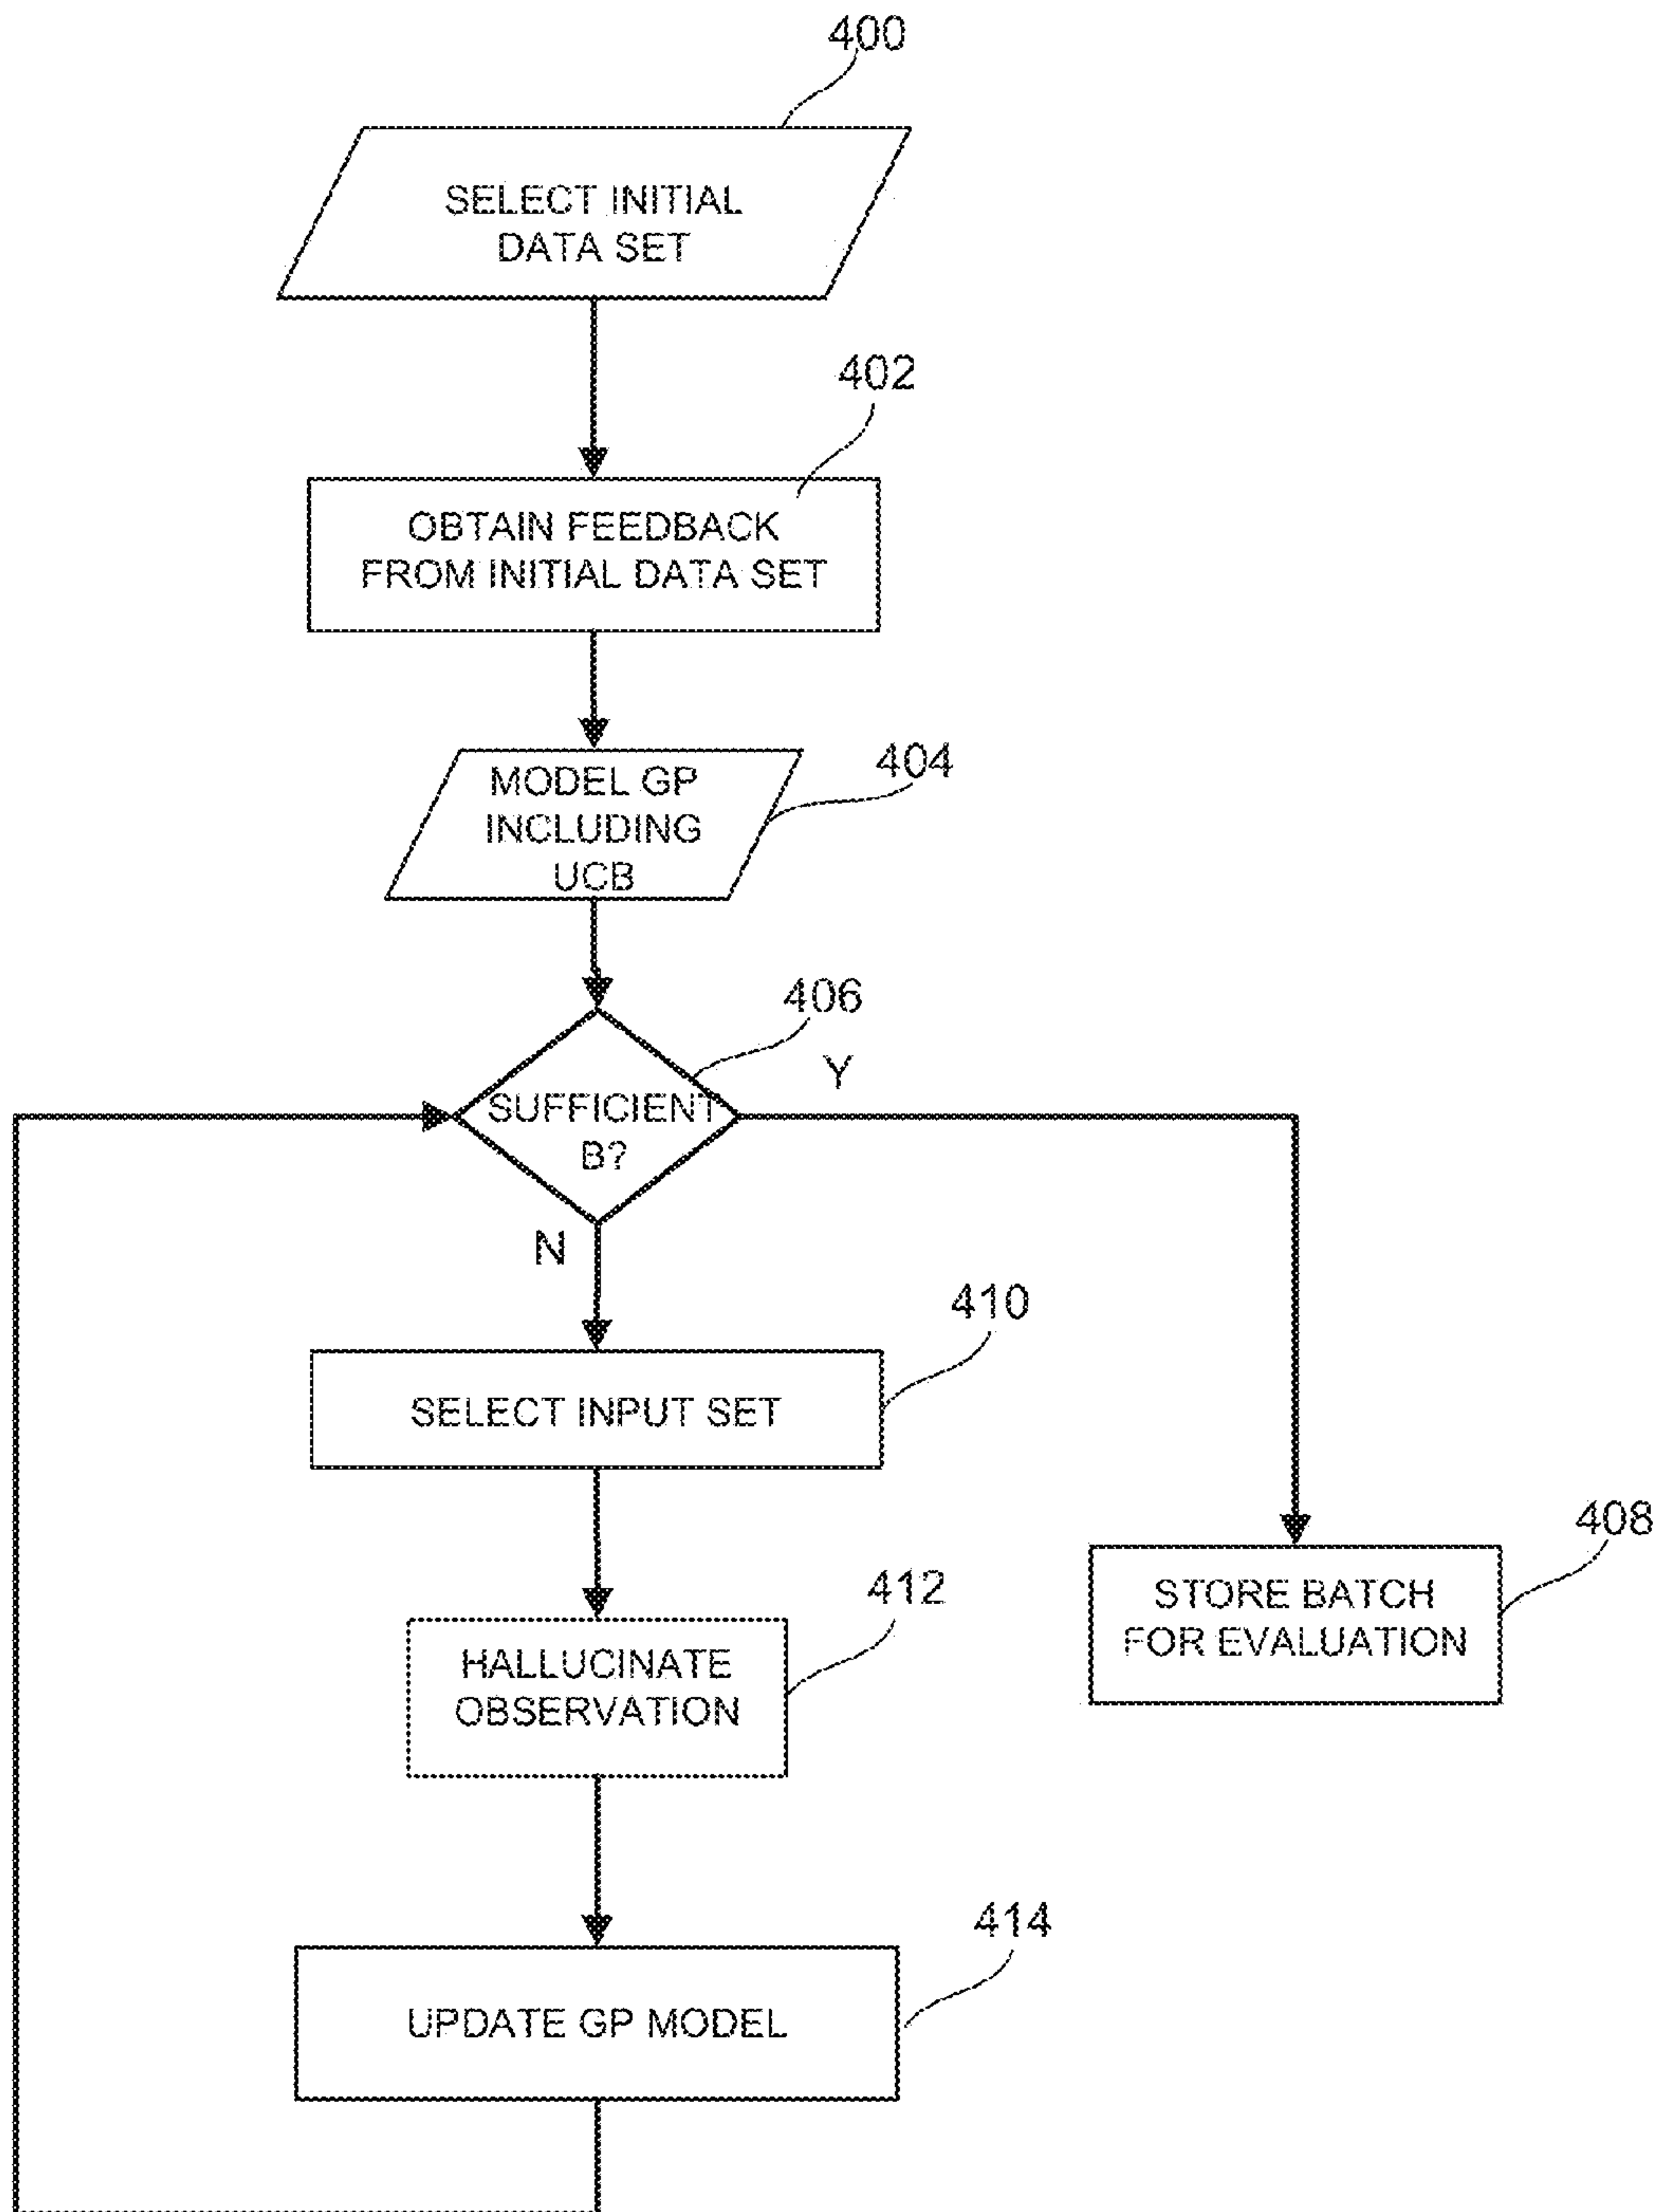 400
SELECT INITIAL
DATA SET
402
OBTAIN FEEDBACK
FROM INITIAL DATA SET
404
MODEL GP
INCLUDING
UCB
406
Y
SUFFICIENT
B?
N
410
SELECT INPUT SET
408
STORE BATCH
FOR EVALUATION
412
HALLUCINATE
OBSERVATION
414
UPDATE GP MODEL